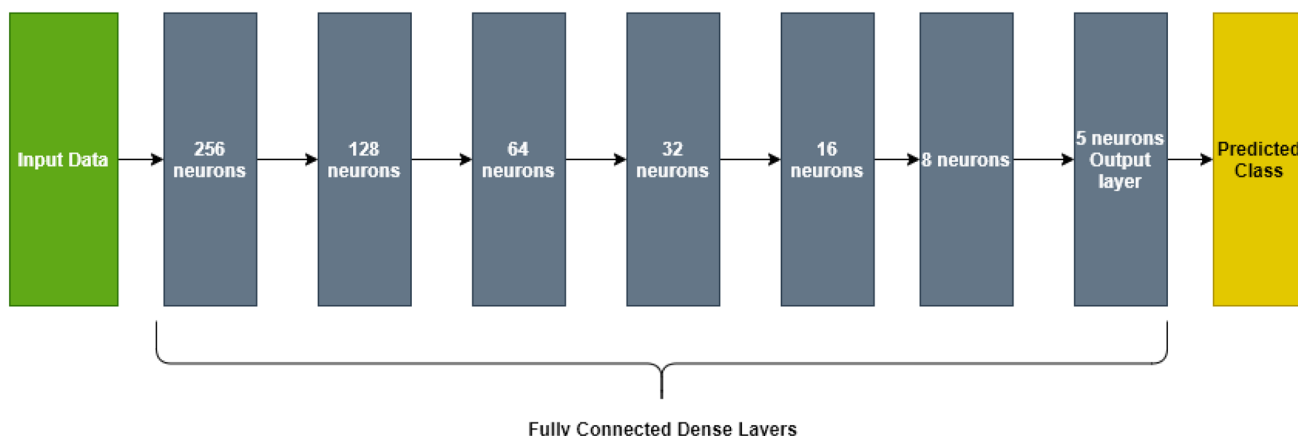 Input Data
256
neurons
128
neurons
64
neurons
32
neurons
16
neurons
8 neurons
5 neurons
Output
layer
Predicted
Class
Fully Connected Dense Layers